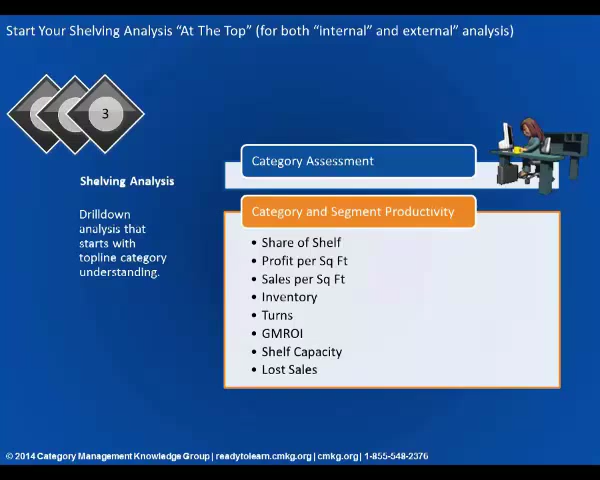 Start Your Shelving Analysis “At The Top” (for both “internal” and external” analysis)
3
Shelving Analysis
Drilldown
analysis that
starts with
topline category
understanding.
Category Assessment
Category and Segment Productivity
• Share of Shelf
• Profit per Sq Ft
• Sales per Sq Ft
• Inventory
• Turns
• GMROI
• Shelf Capacity
• Lost Sales
© 2014 Category Management Knowledge Group | readytolearn.cmkg.org | cmkg.org | 1-855-548-2376